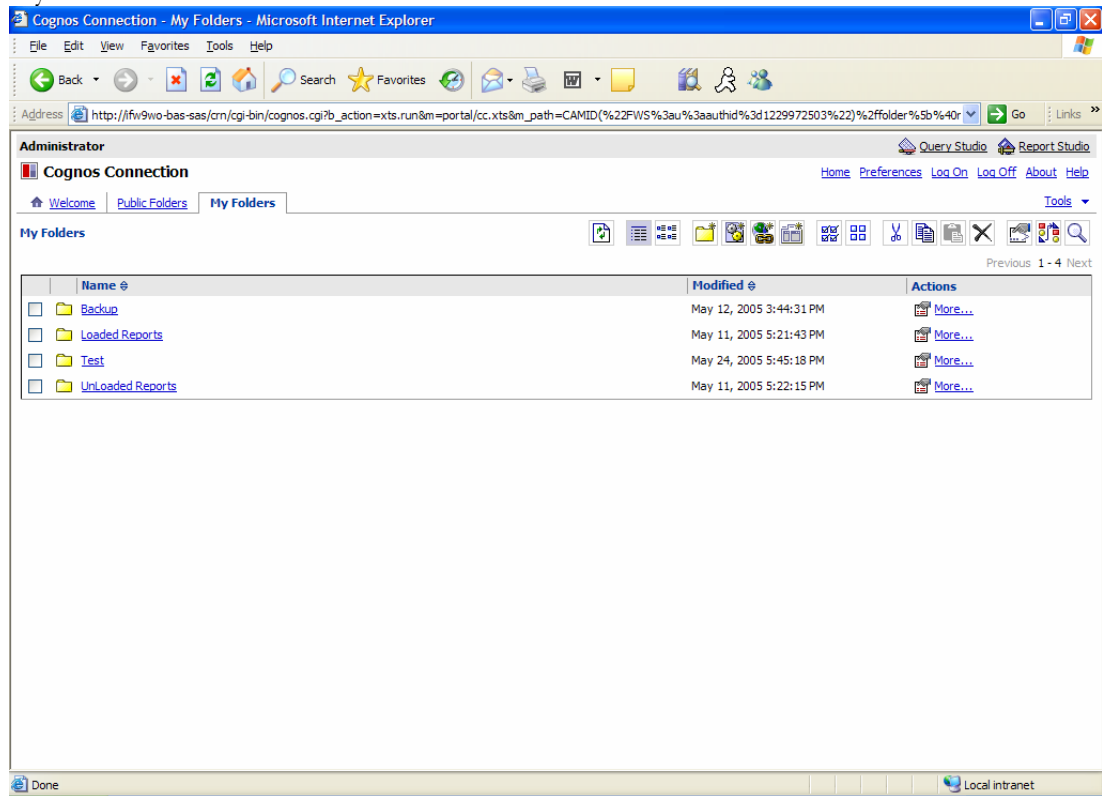 Cognos Connection - My Folders - Microsoft Internet Explorer
File Edit View Favorites Tools Help
Back Search Favorites
Address http://ifw9wo-bas-sas/crn/cgi-bin/cognos.cgi?b_action=xts.run&m=portal/cc.xts&m_path=CAMID(%22FWS%3au%3aauthid%3d1229972503%22)%2ffolder%5b%40r Go Links »
Administrator Query Studio Report Studio
Cognos Connection Home Preferences Log On Log Off About Help
Welcome Public Folders My Folders Tools
My Folders
Previous 1 - 4 Next
Name Modified Actions
Backup May 12, 2005 3:44:31 PM More...
Loaded Reports May 11, 2005 5:21:43 PM More...
Test May 24, 2005 5:45:18 PM More...
UnLoaded Reports May 11, 2005 5:22:15 PM More...
Done Local intranet